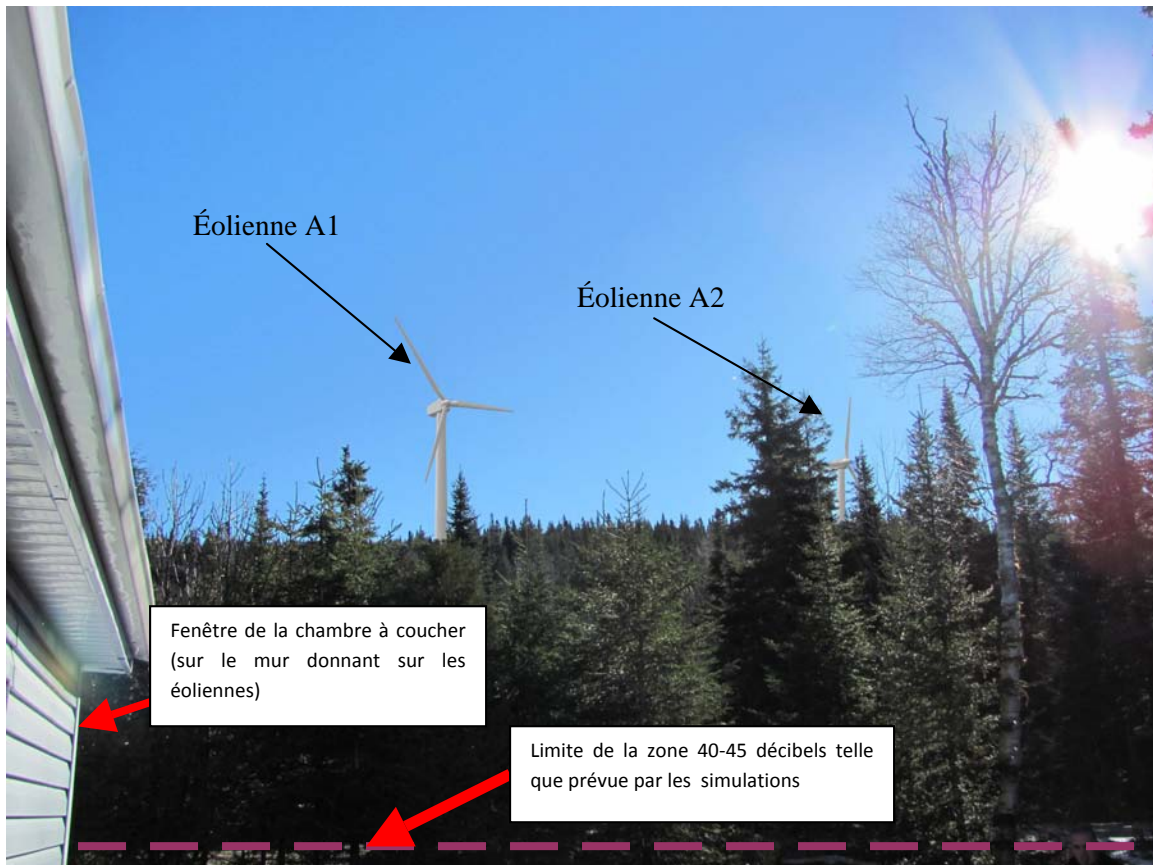 Éolienne A1
Éolienne A2
Fenêtre de la chambre à coucher
(sur le mur donnant sur les
éoliennes)
Limite de la zone 40-45 décibels telle
que prévue par les simulations